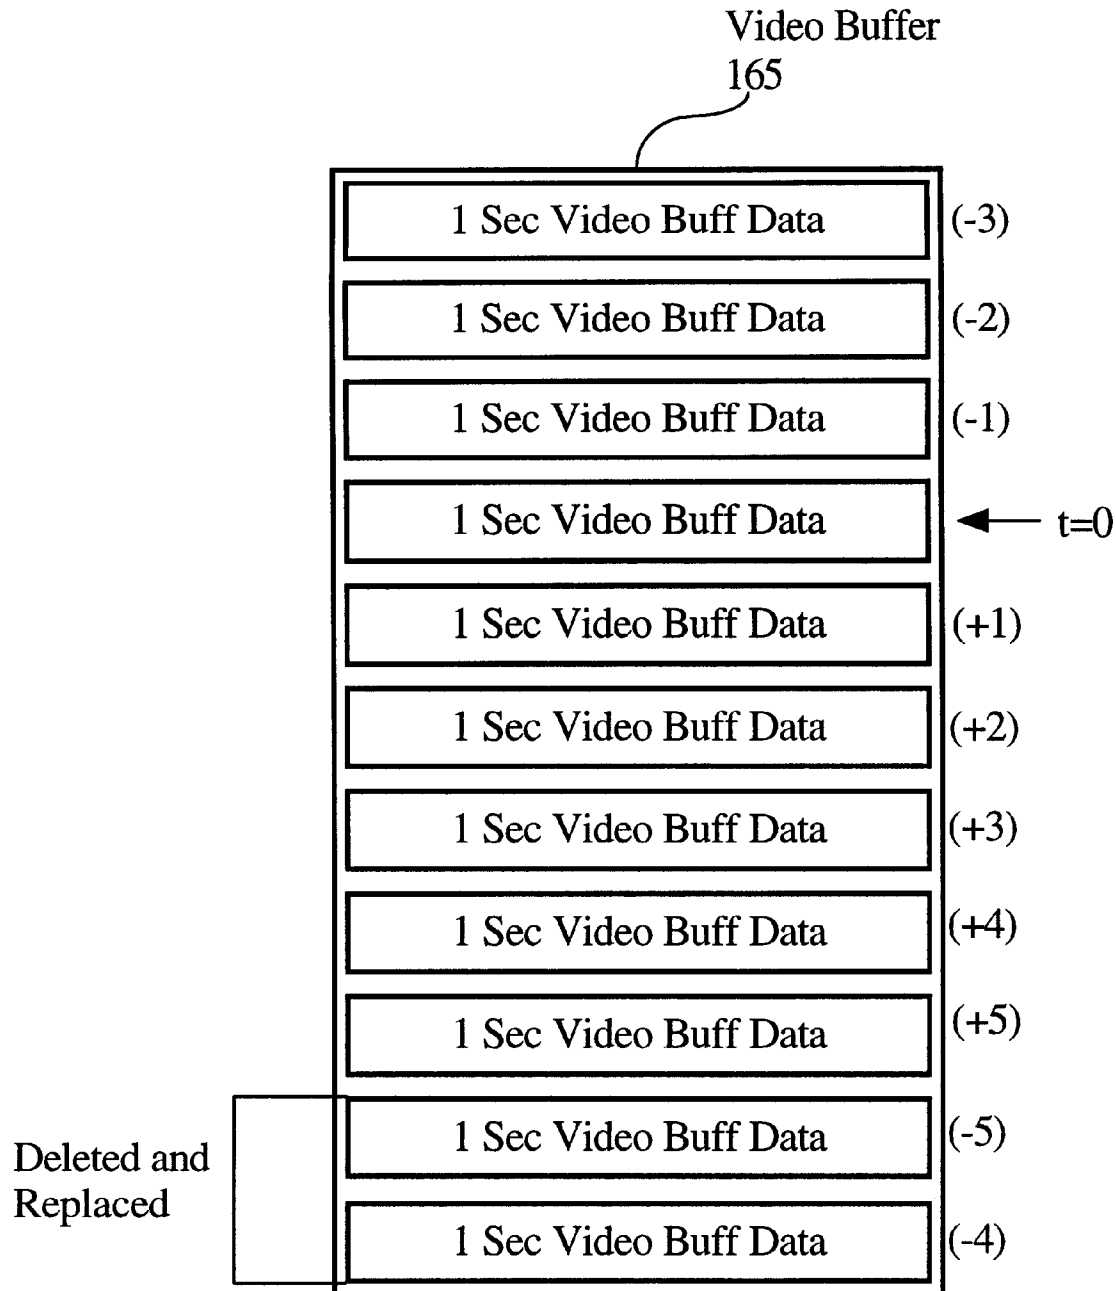 Video Buffer
165
1 Sec Video Buff Data (-3)
1 Sec Video Buff Data (-2)
1 Sec Video Buff Data (-1)
1 Sec Video Buff Data t=0
1 Sec Video Buff Data (+1)
1 Sec Video Buff Data (+2)
1 Sec Video Buff Data (+3)
1 Sec Video Buff Data (+4)
1 Sec Video Buff Data (+5)
1 Sec Video Buff Data (-5)
Deleted and
Replaced
1 Sec Video Buff Data (-4)